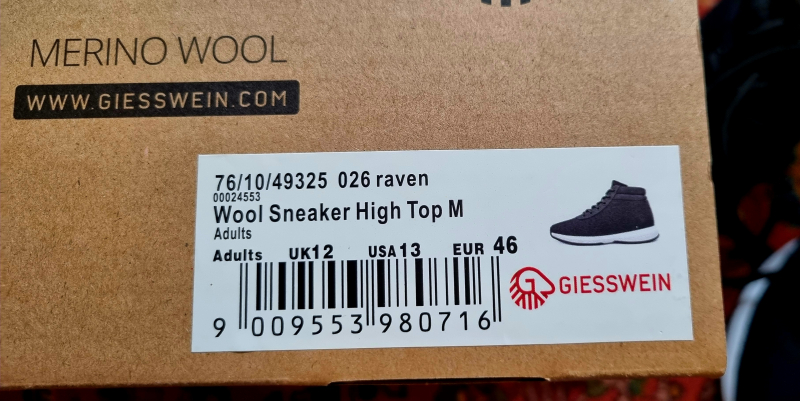 MERINO WOOL
WWW.GIESSWEIN.COM
76/10/49325 026 raven
00024553
Wool Sneaker High Top M
Adults
Adults UK12 USA13 EUR 46
GIESSWEIN
9 009553 980716